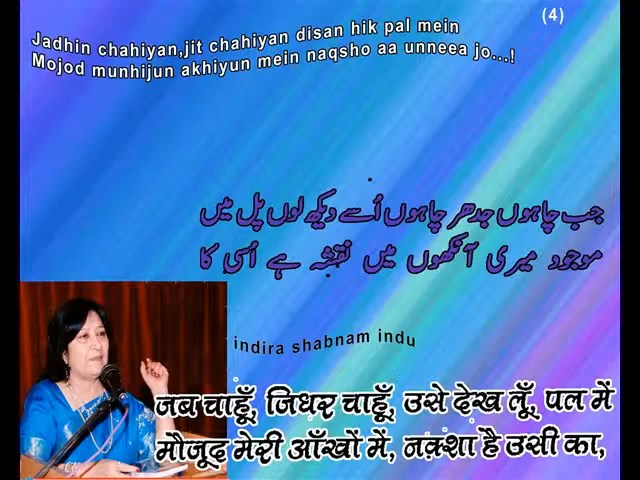 (4)
Jadhin chahiyan,jit chahiyan disan hik pal mein
Mojod munhijun akhiyun mein naqsho aa unneea jo...!
جب چاہوں جدھر چاہوں اُسے دیکھ لوں پل میں
موجود میری آنکھوں میں نقشہ ہے اُسی کا
indira shabnam indu
जब चाहूँ, जिधर चाहूँ, उसे देख लूँ, पल में
मौजूद मेरी आँखों में, नक़्शा है उसी का,